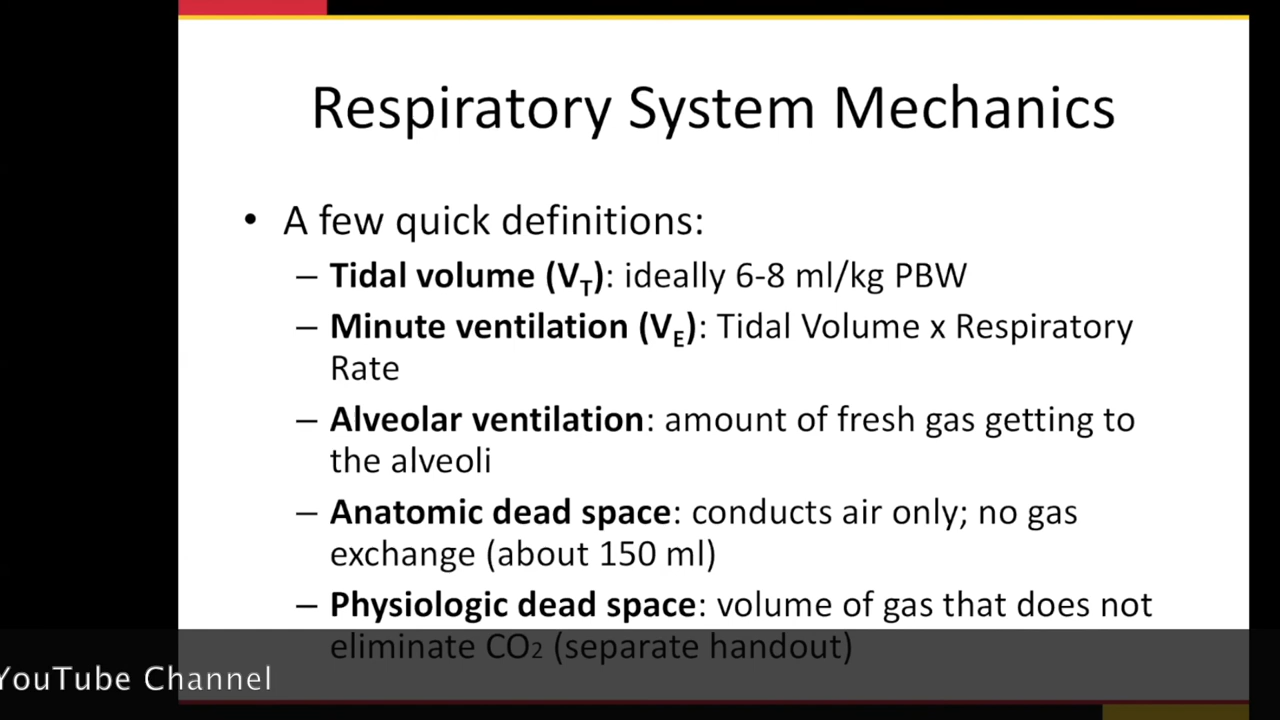 Respiratory System Mechanics
• A few quick definitions:
– Tidal volume (VT): ideally 6-8 ml/kg PBW
– Minute ventilation (VE): Tidal Volume x Respiratory
Rate
– Alveolar ventilation: amount of fresh gas getting to
the alveoli
– Anatomic dead space: conducts air only; no gas
exchange (about 150 ml)
– Physiologic dead space: volume of gas that does not
eliminate CO2 (separate handout)
YouTube Channel